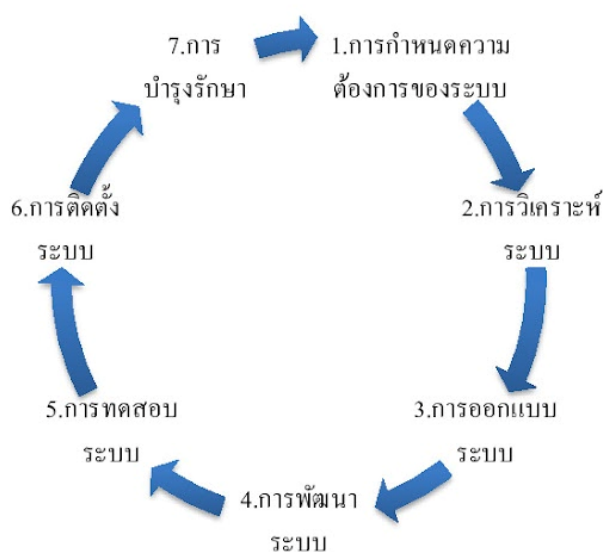 1.การกำหนดความ
ต้องการของระบบ
2.การวิเคราะห์
ระบบ
3.การออกแบบ
ระบบ
4.การพัฒนา
ระบบ
5.การทดสอบ
ระบบ
6.การติดตั้ง
ระบบ
7.การ
บำรุงรักษา